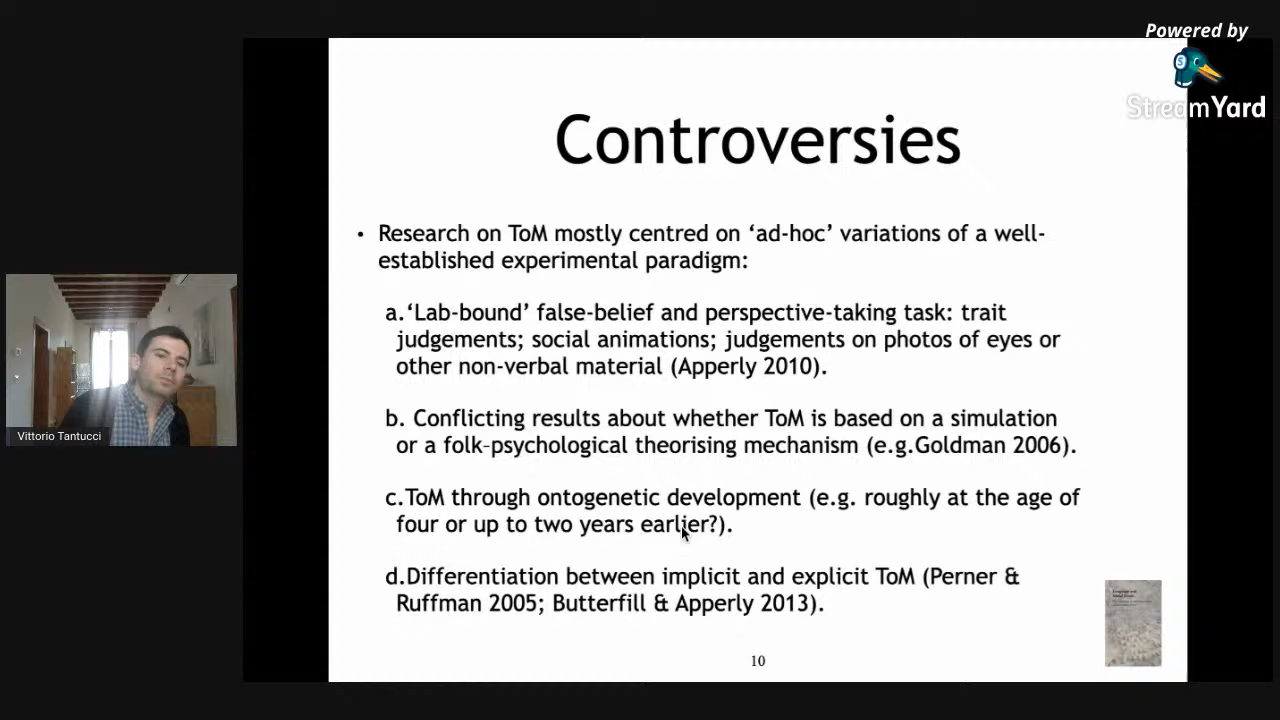 Powered by
StreamYard
Controversies
• Research on ToM mostly centred on ‘ad-hoc’ variations of a well-
established experimental paradigm:
a.‘Lab-bound’ false-belief and perspective-taking task: trait
judgements; social animations; judgements on photos of eyes or
other non-verbal material (Apperly 2010).
b. Conflicting results about whether ToM is based on a simulation
or a folk-psychological theorising mechanism (e.g.Goldman 2006).
c.ToM through ontogenetic development (e.g. roughly at the age of
four or up to two years earlier?).
d.Differentiation between implicit and explicit ToM (Perner &
Ruffman 2005; Butterfill & Apperly 2013).
10
Vittorio Tantucci